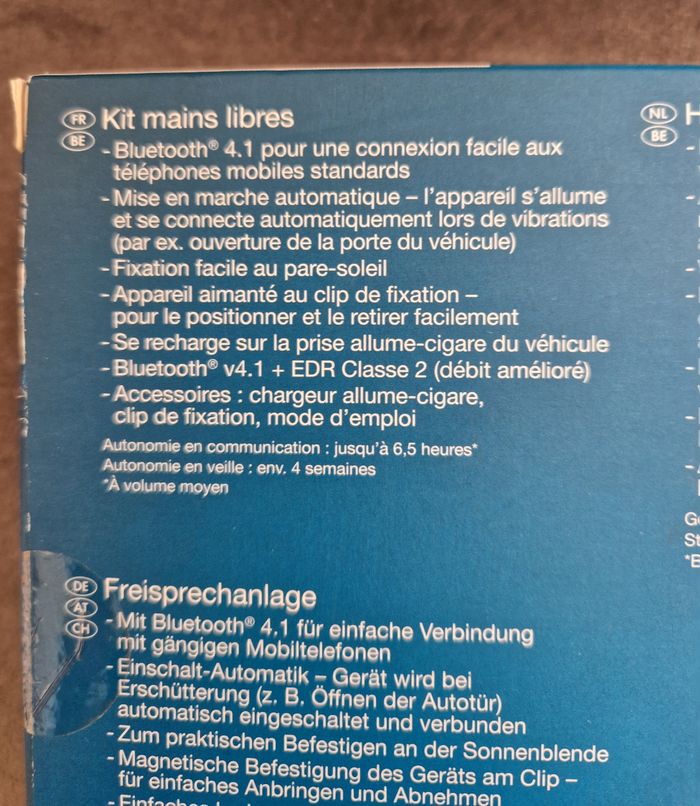 FR BE Kit mains libres
- Bluetooth® 4.1 pour une connexion facile aux
téléphones mobiles standards
- Mise en marche automatique – l'appareil s'allume
et se connecte automatiquement lors de vibrations
(par ex. ouverture de la porte du véhicule)
- Fixation facile au pare-soleil
- Appareil aimanté au clip de fixation –
pour le positionner et le retirer facilement
- Se recharge sur la prise allume-cigare du véhicule
- Bluetooth® v4.1 + EDR Classe 2 (débit amélioré)
- Accessoires : chargeur allume-cigare,
clip de fixation, mode d'emploi
Autonomie en communication : jusqu'à 6,5 heures*
Autonomie en veille : env. 4 semaines
*À volume moyen
DE AT CH Freisprechanlage
- Mit Bluetooth® 4.1 für einfache Verbindung
mit gängigen Mobiltelefonen
- Einschalt-Automatik – Gerät wird bei
Erschütterung (z. B. Öffnen der Autotür)
automatisch eingeschaltet und verbunden
- Zum praktischen Befestigen an der Sonnenblende
- Magnetische Befestigung des Geräts am Clip –
für einfaches Anbringen und Abnehmen
- Einfaches
NL BE